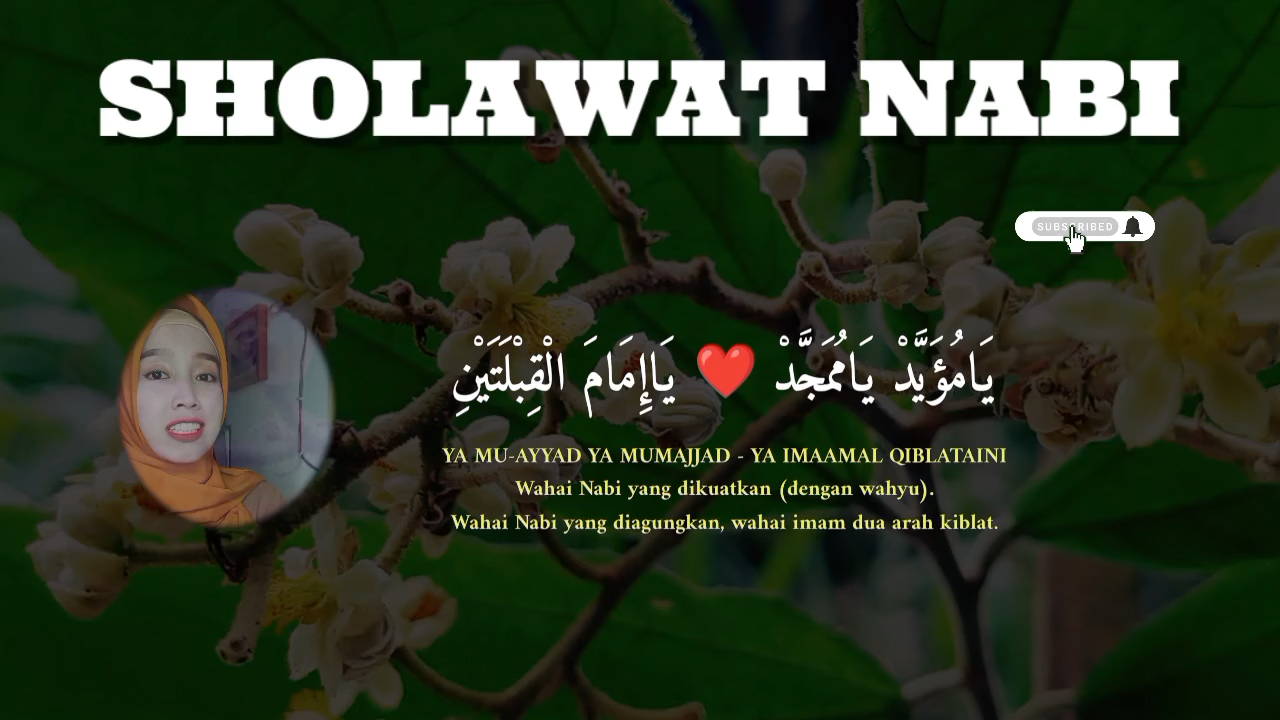 SHOLAWAT NABI
SUBSCRIBED
يَامُؤَيَّدْ يَامُمَجَّدْ ❤️ يَاإِمَامَ الْقِبْلَتَيْنِ
YA MU-AYYAD YA MUMAJJAD - YA IMAAMAL QIBLATAINI
Wahai Nabi yang dikuatkan (dengan wahyu).
Wahai Nabi yang diagungkan, wahai imam dua arah kiblat.